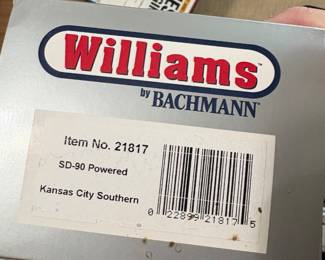 Williams
by BACHMANN
Item No. 21817
SD-90 Powered
Kansas City Southern
0 22899 21817 5